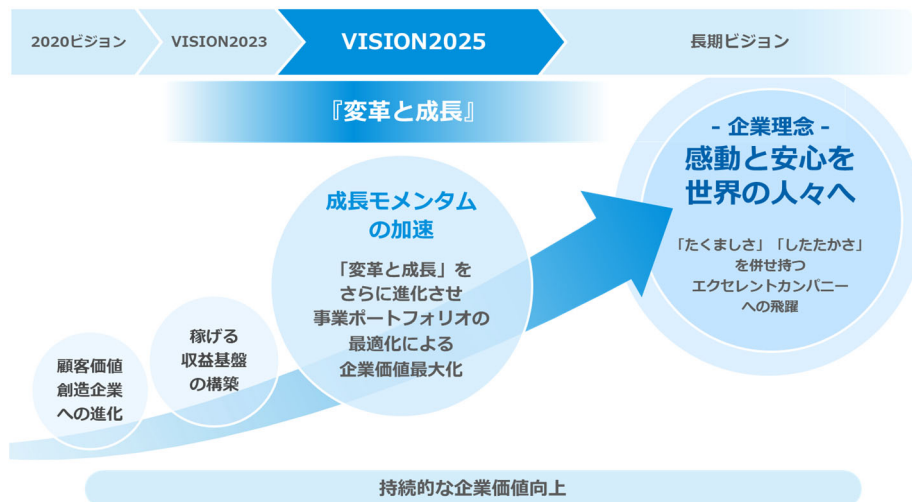 2020ビジョン
VISION2023
VISION2025
長期ビジョン
『変革と成長』
- 企業理念 -
感動と安心を
世界の人々へ
「たくましさ」「したたかさ」
を併せ持つ
エクセレントカンパニー
への飛躍
成長モメンタム
の加速
「変革と成長」を
さらに進化させ
事業ポートフォリオの
最適化による
企業価値最大化
稼げる
収益基盤
の構築
顧客価値
創造企業
への進化
持続的な企業価値向上